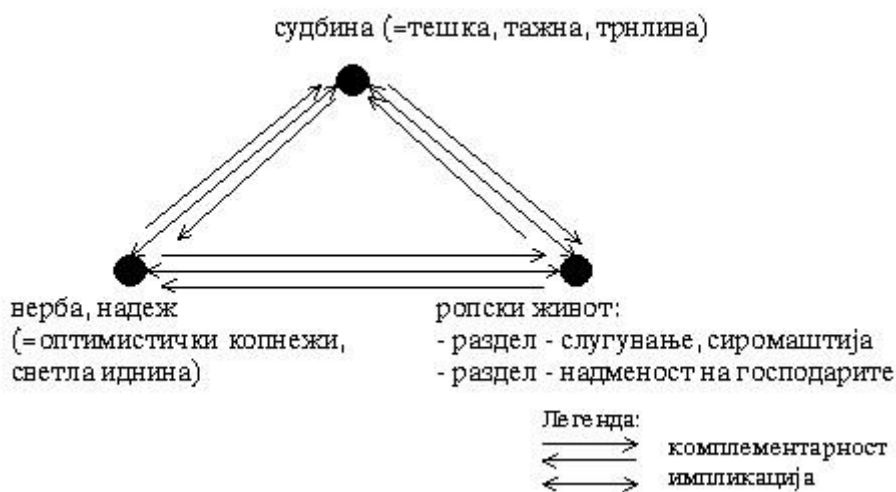 судбина (=тешка, тажна, трнлива)
верба, надеж
(=оптимистички копнежи,
светла иднина)
ропски живот:
- раздел - слугување, сиромаштија
- раздел - надменост на господарите
Легенда:
комплементарност
импликација